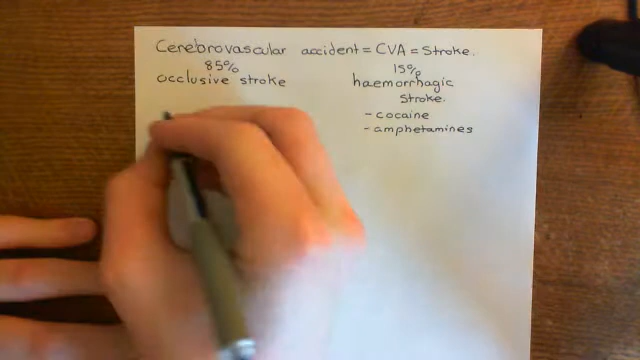 Cerebrovascular accident = CVA = Stroke.
85% 15%
occlusive stroke haemorrhagic
stroke.
- cocaine
- amphetamines